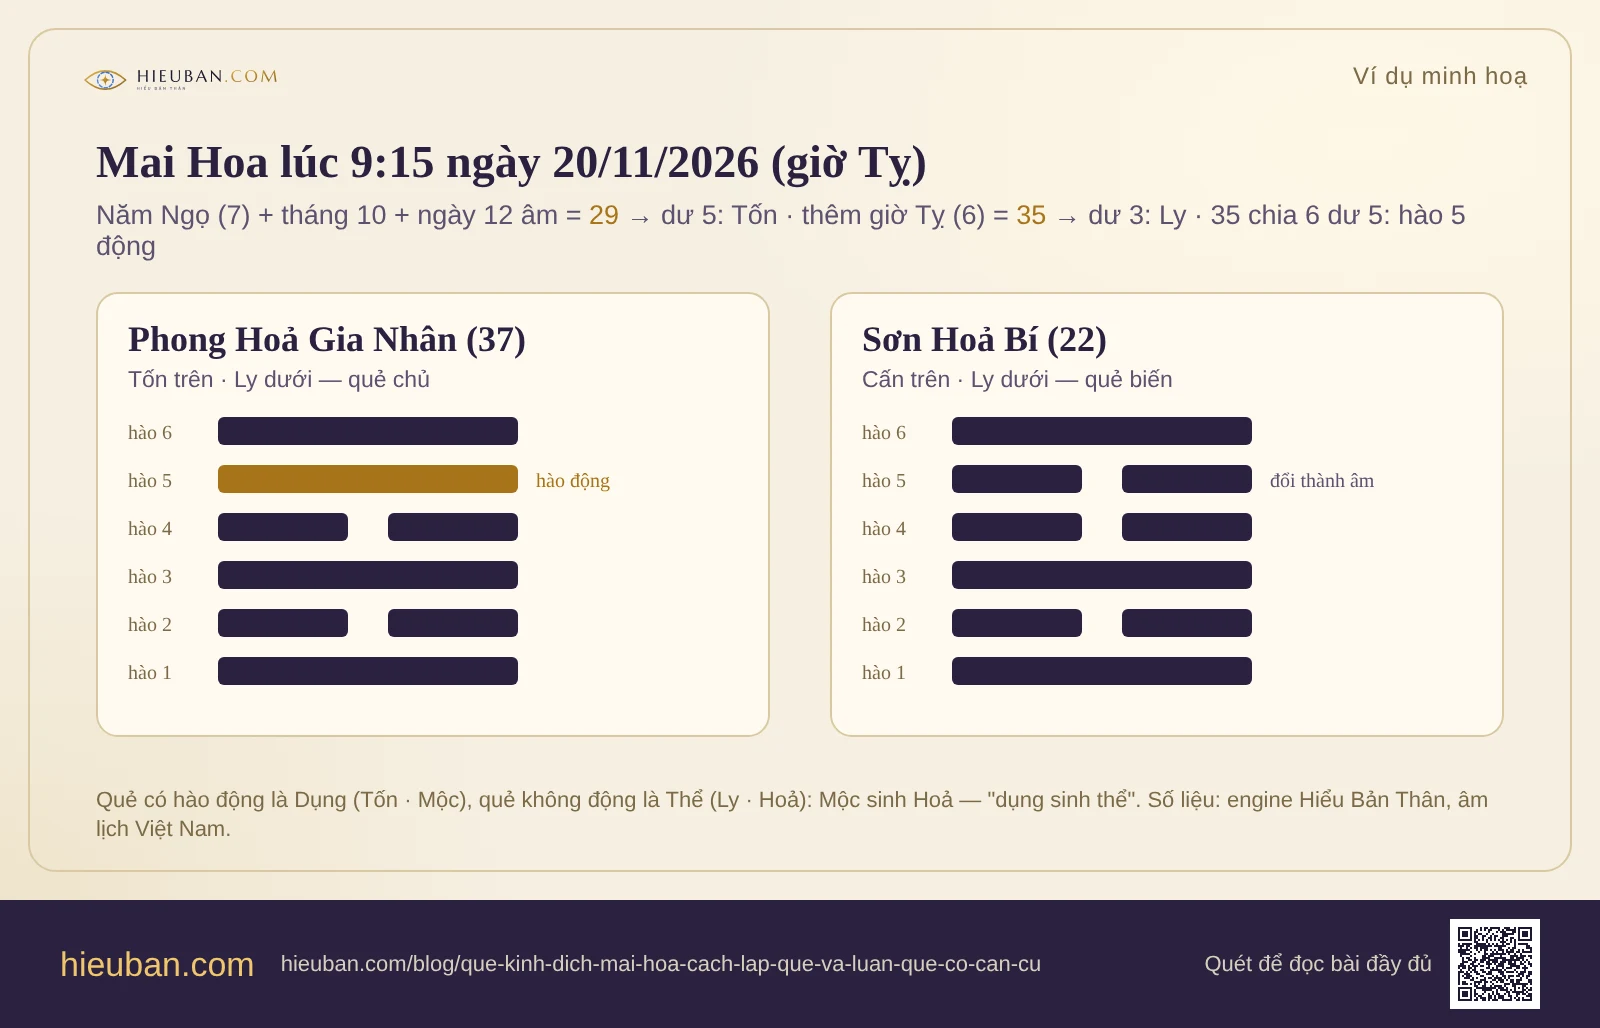 HIEUBAN.COM
HIỂU BẢN THÂN
Ví dụ minh hoạ
Mai Hoa lúc 9:15 ngày 20/11/2026 (giờ Tỵ)
Năm Ngọ (7) + tháng 10 + ngày 12 âm = 29 → dư 5: Tốn · thêm giờ Tỵ (6) = 35 → dư 3: Ly · 35 chia 6 dư 5: hào 5
động
Phong Hoả Gia Nhân (37)
Tốn trên · Ly dưới — quẻ chủ
hào 6
hào 5 hào động
hào 4
hào 3
hào 2
hào 1
Sơn Hoả Bí (22)
Cấn trên · Ly dưới — quẻ biến
hào 6
hào 5 đổi thành âm
hào 4
hào 3
hào 2
hào 1
Quẻ có hào động là Dụng (Tốn · Mộc), quẻ không động là Thể (Ly · Hoả): Mộc sinh Hoả — "dụng sinh thể". Số liệu: engine Hiểu Bản Thân, âm
lịch Việt Nam.
hieuban.com hieuban.com/blog/que-kinh-dich-mai-hoa-cach-lap-que-va-luan-que-co-can-cu Quét để đọc bài đầy đủ